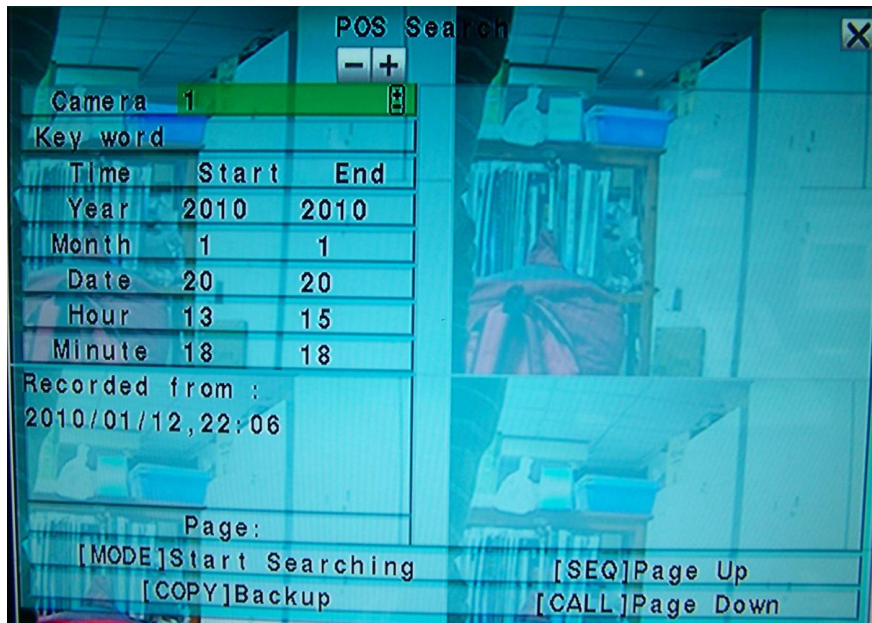 POS Search
- +
Camera 1
Key word
Time Start End
Year 2010 2010
Month 1 1
Date 20 20
Hour 13 15
Minute 18 18
Recorded from :
2010/01/12,22:06
Page:
[MODE]Start Searching
[SEQ]Page Up
[COPY]Backup
[CALL]Page Down